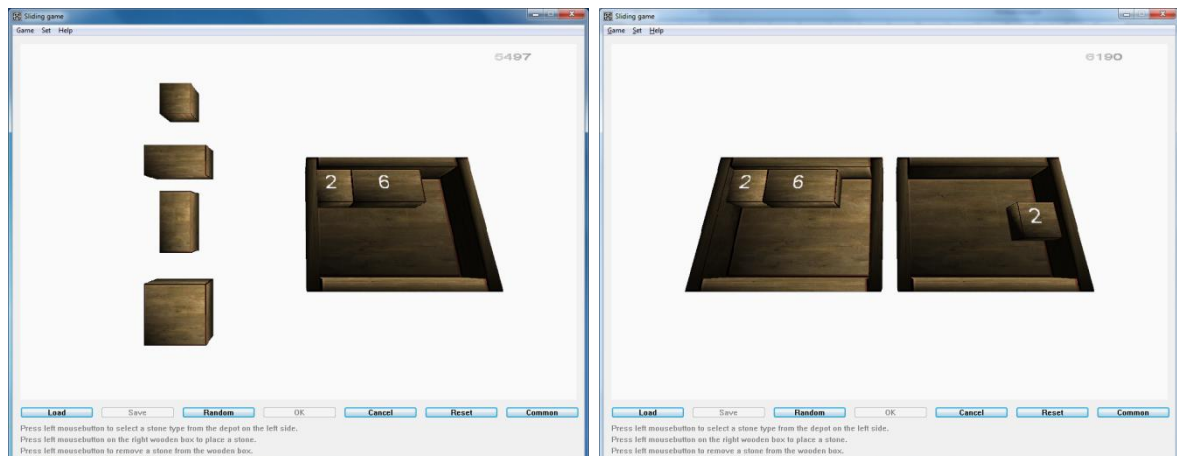 Sliding game
Game Set Help
5497
2 6
Load Save Random OK Cancel Reset Common
Press left mousebutton to select a stone type from the depot on the left side.
Press left mousebutton on the right wooden box to place a stone.
Press left mousebutton to remove a stone from the wooden box.
Sliding game
Game Set Help
6190
2 6
2
Load Save Random OK Cancel Reset Common
Press left mousebutton to select a stone type from the depot on the left side.
Press left mousebutton on the right wooden box to place a stone.
Press left mousebutton to remove a stone from the wooden box.